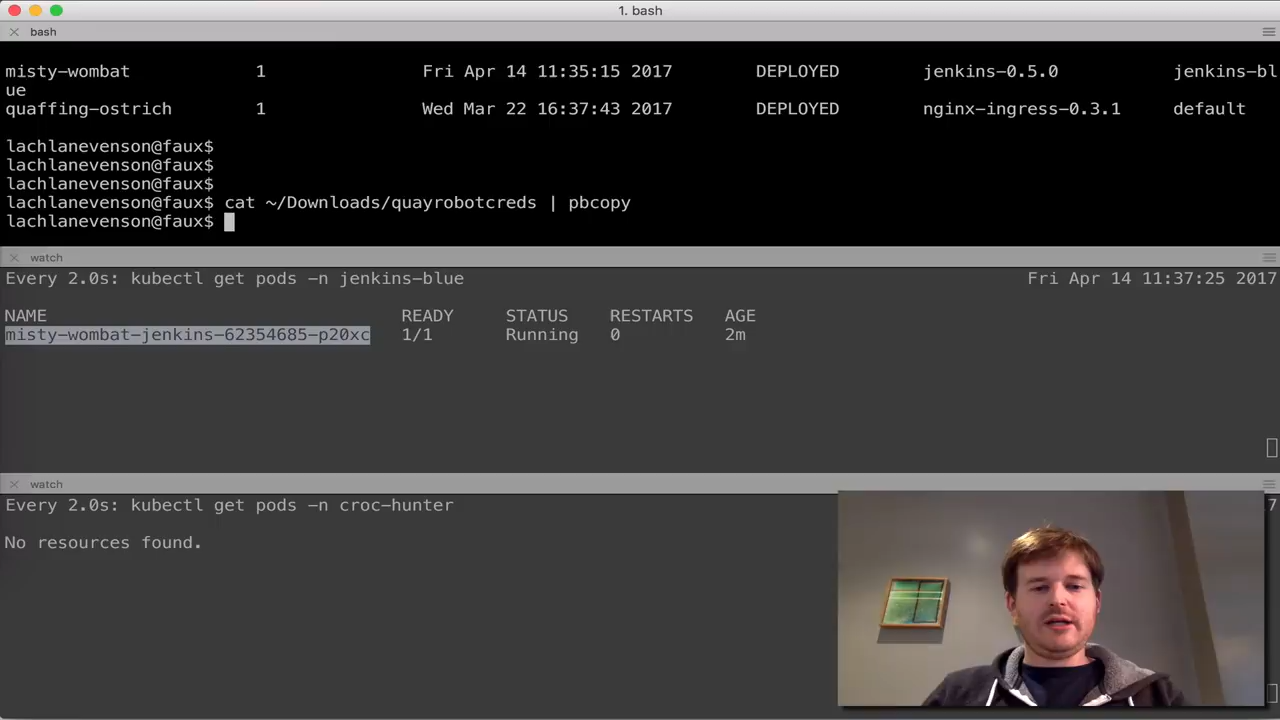 1. bash
bash
misty-wombat 1 Fri Apr 14 11:35:15 2017 DEPLOYED jenkins-0.5.0 jenkins-bl
ue
quaffing-ostrich 1 Wed Mar 22 16:37:43 2017 DEPLOYED nginx-ingress-0.3.1 default
lachlanevenson@faux$
lachlanevenson@faux$
lachlanevenson@faux$
lachlanevenson@faux$ cat ~/Downloads/quayrobotcreds | pbcopy
lachlanevenson@faux$
watch
Every 2.0s: kubectl get pods -n jenkins-blue Fri Apr 14 11:37:25 2017
NAME READY STATUS RESTARTS AGE
misty-wombat-jenkins-62354685-p20xc 1/1 Running 0 2m
watch
Every 2.0s: kubectl get pods -n croc-hunter 7
No resources found.